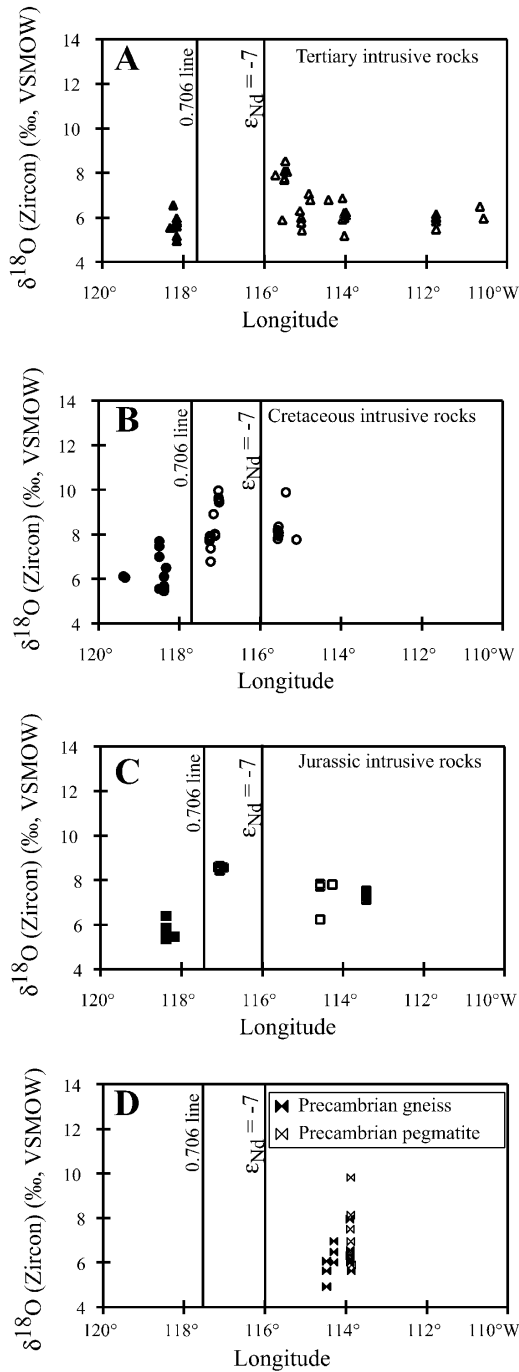 A
Tertiary intrusive rocks
0.706 line
εNd = -7
δ18O (Zircon) (‰, VSMOW)
14
12
10
8
6
4
120° 118° 116° 114° 112° 110°W
Longitude
B
Cretaceous intrusive rocks
0.706 line
εNd = -7
δ18O (Zircon) (‰, VSMOW)
14
12
10
8
6
4
120° 118° 116° 114° 112° 110°W
Longitude
C
Jurassic intrusive rocks
0.706 line
εNd = -7
δ18O (Zircon) (‰, VSMOW)
14
12
10
8
6
4
120° 118° 116° 114° 112° 110°W
Longitude
D
Precambrian gneiss
Precambrian pegmatite
0.706 line
εNd = -7
δ18O (Zircon) (‰, VSMOW)
14
12
10
8
6
4
120° 118° 116° 114° 112° 110°W
Longitude